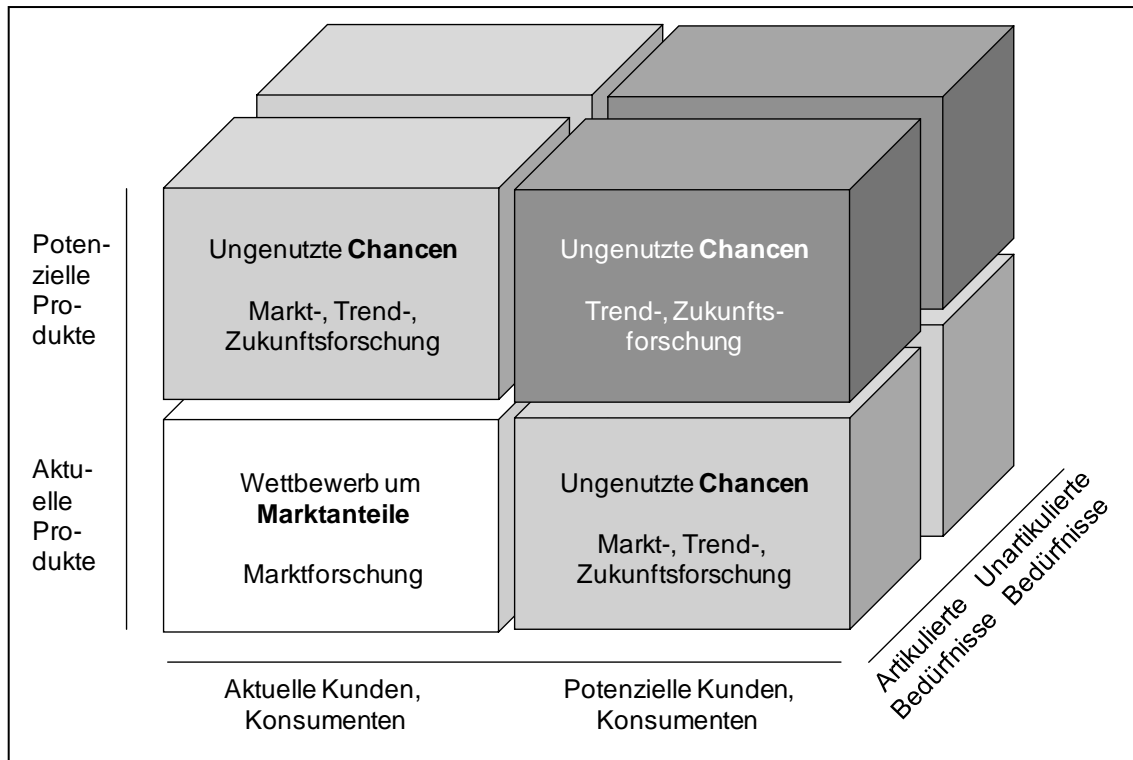 Poten-
zielle
Pro-
dukte
Ungenutzte Chancen
Markt-, Trend-,
Zukunftsforschung
Ungenutzte Chancen
Trend-, Zukunfts-
forschung
Aktu-
elle
Pro-
dukte
Wettbewerb um
Marktanteile
Marktforschung
Ungenutzte Chancen
Markt-, Trend-,
Zukunftsforschung
Aktuelle Kunden,
Konsumenten
Potenzielle Kunden,
Konsumenten
Artikulierte
Bedürfnisse
Unartikulierte
Bedürfnisse